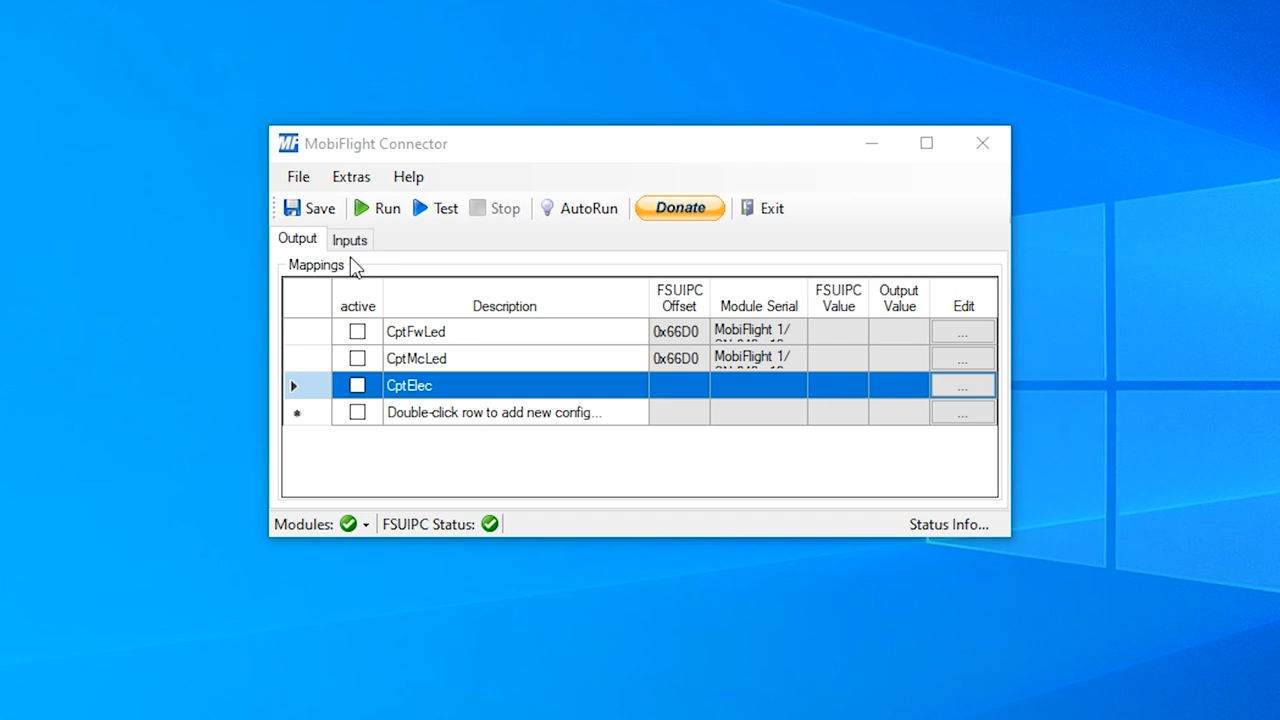 MF MobiFlight Connector
File Extras Help
Save Run Test Stop AutoRun Donate Exit
Output Inputs
Mappings
active Description FSUIPC Offset Module Serial FSUIPC Value Output Value Edit
CptFwLed 0x66D0 MobiFlight 1/ ...
CptMcLed 0x66D0 MobiFlight 1/ ...
CptElec ...
Double-click row to add new config... ...
Modules: FSUIPC Status: Status Info...